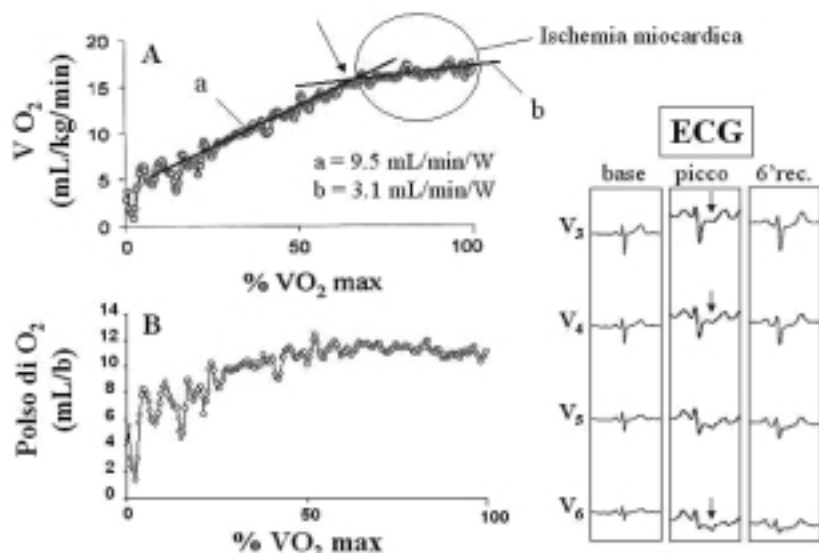 A
V O₂
(mL/kg/min)
20
15
10
5
0
a
b
Ischemia miocardica
a = 9.5 mL/min/W
b = 3.1 mL/min/W
0
50
100
% VO₂ max
B
Polso di O₂
(mL/b)
14
12
10
8
6
4
2
0
0
50
100
% VO₂ max
ECG
base picco 6'rec.
V₃
V₄
V₅
V₆